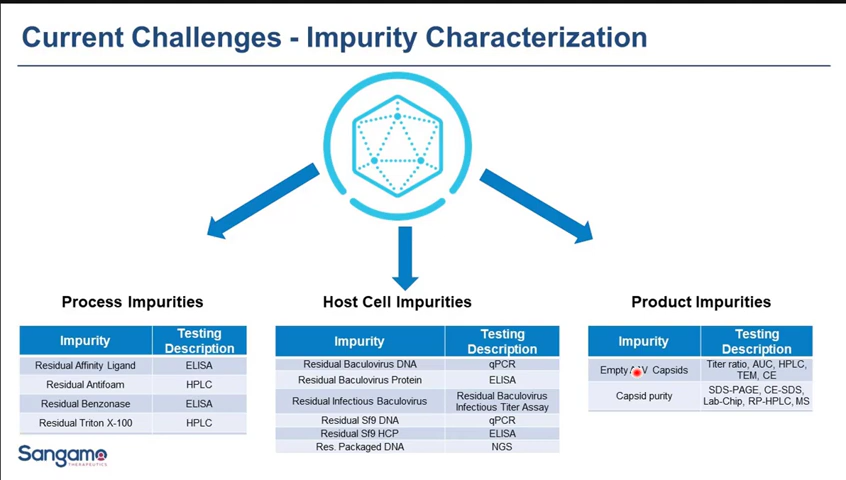 Current Challenges - Impurity Characterization
Process Impurities
Impurity Testing Description
Residual Affinity Ligand ELISA
Residual Antifoam HPLC
Residual Benzonase ELISA
Residual Triton X-100 HPLC
Host Cell Impurities
Impurity Testing Description
Residual Baculovirus DNA qPCR
Residual Baculovirus Protein ELISA
Residual Infectious Baculovirus Residual Baculovirus
Infectious Titer Assay
Residual Sf9 DNA qPCR
Residual Sf9 HCP ELISA
Res. Packaged DNA NGS
Product Impurities
Impurity Testing Description
Empty Capsids Titer ratio, AUC, HPLC,
TEM, CE
Capsid purity SDS-PAGE, CE-SDS,
Lab-Chip, RP-HPLC, MS
Sangamo
THERAPEUTICS